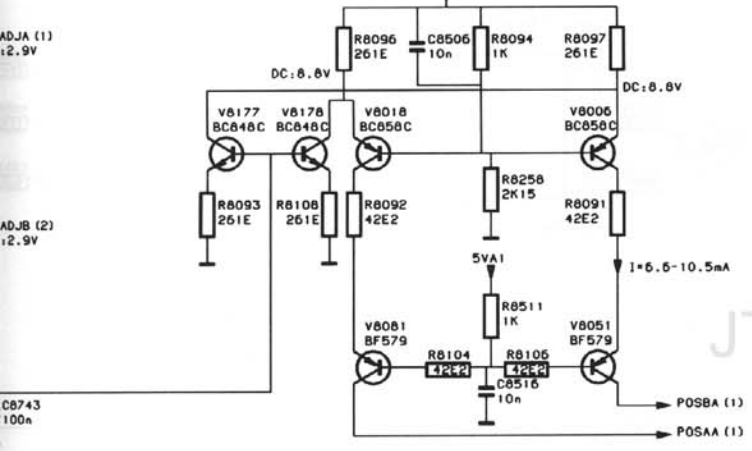 ADJA (1)
:2.9V
R8096
261E
C8506
10n
R8094
1K
R8097
261E
DC:8.8V
DC:8.8V
V8177
BC848C
V8178
BC848C
V8018
BC858C
V8006
BC858C
R8093
261E
R8108
261E
R8092
42E2
R8258
2K15
R8091
42E2
ADJB (2)
:2.9V
5VA1
I=6.6-10.5mA
R8511
1K
V8081
BF579
V8051
BF579
R8104
42E2
R8106
42E2
C8516
10n
JT
C8743
100n
POSBA (1)
POSAA (1)